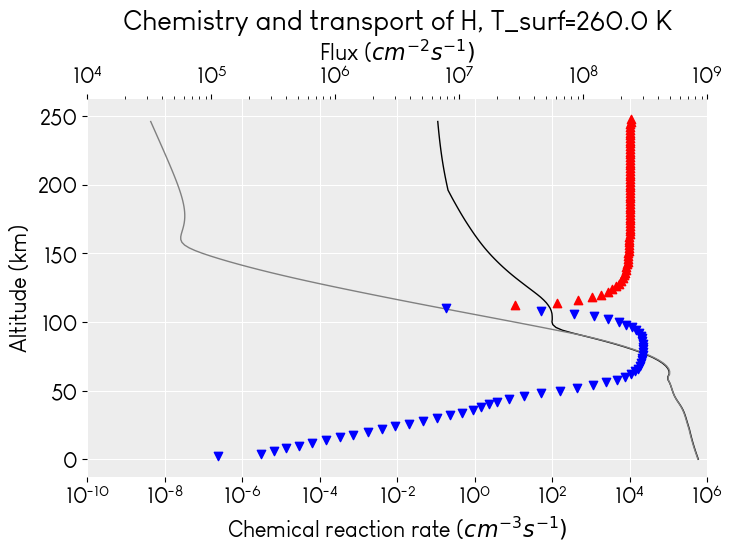 Chemistry and transport of H, T_surf=260.0 K
Flux ($cm^{-2}s^{-1}$)
10⁴ 10⁵ 10⁶ 10⁷ 10⁸ 10⁹
250
200
150
100
50
0
Altitude (km)
10⁻¹⁰ 10⁻⁸ 10⁻⁶ 10⁻⁴ 10⁻² 10⁰ 10² 10⁴ 10⁶
Chemical reaction rate ($cm^{-3}s^{-1}$)